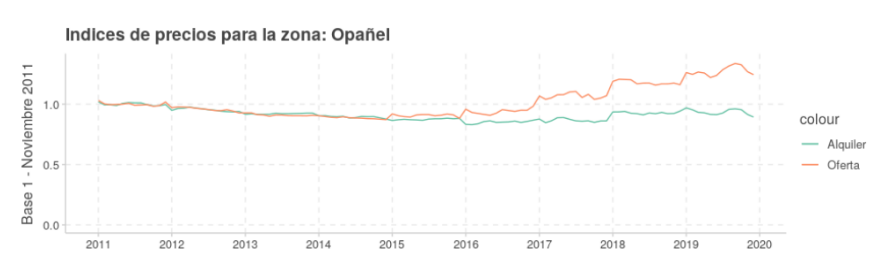 Indices de precios para la zona: Opañel
Base 1 - Noviembre 2011
1.0
0.5
0.0
2011 2012 2013 2014 2015 2016 2017 2018 2019 2020
colour
Alquiler
Oferta